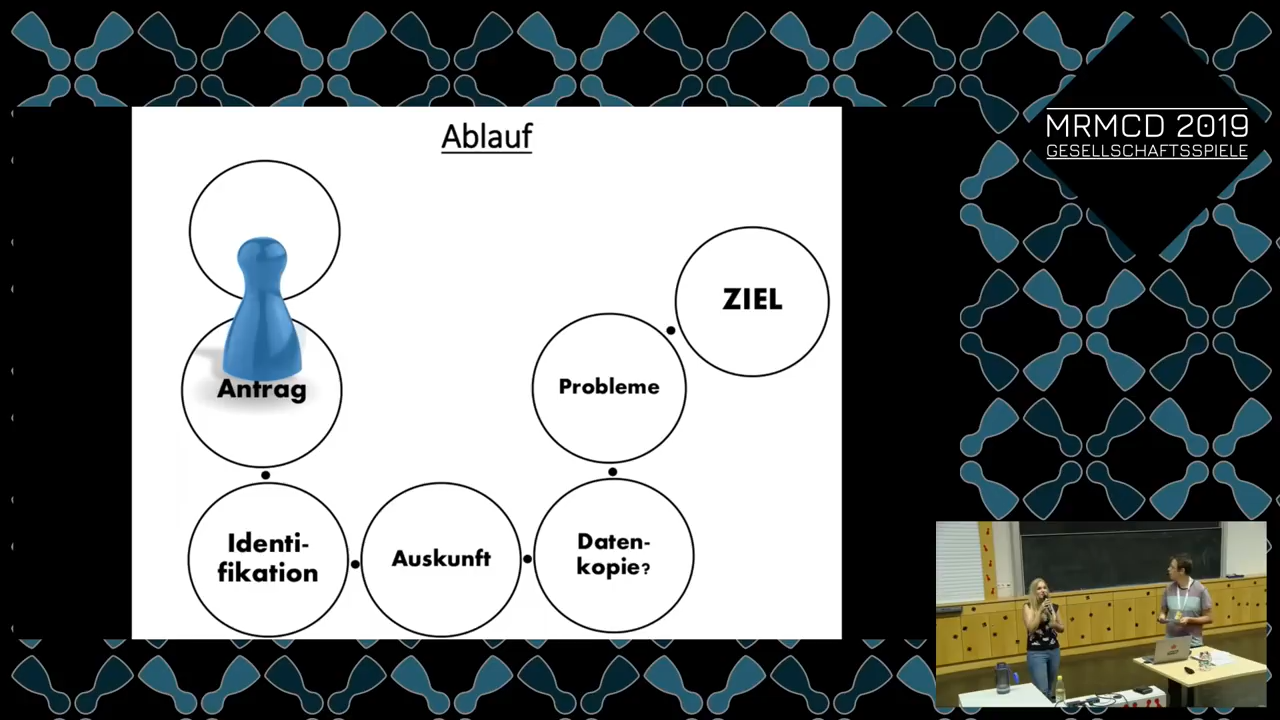 Ablauf
MRMCD 2019
GESELLSCHAFTSSPIELE
ZIEL
Probleme
Antrag
Identi-
fikation
Auskunft
Daten-
kopie?